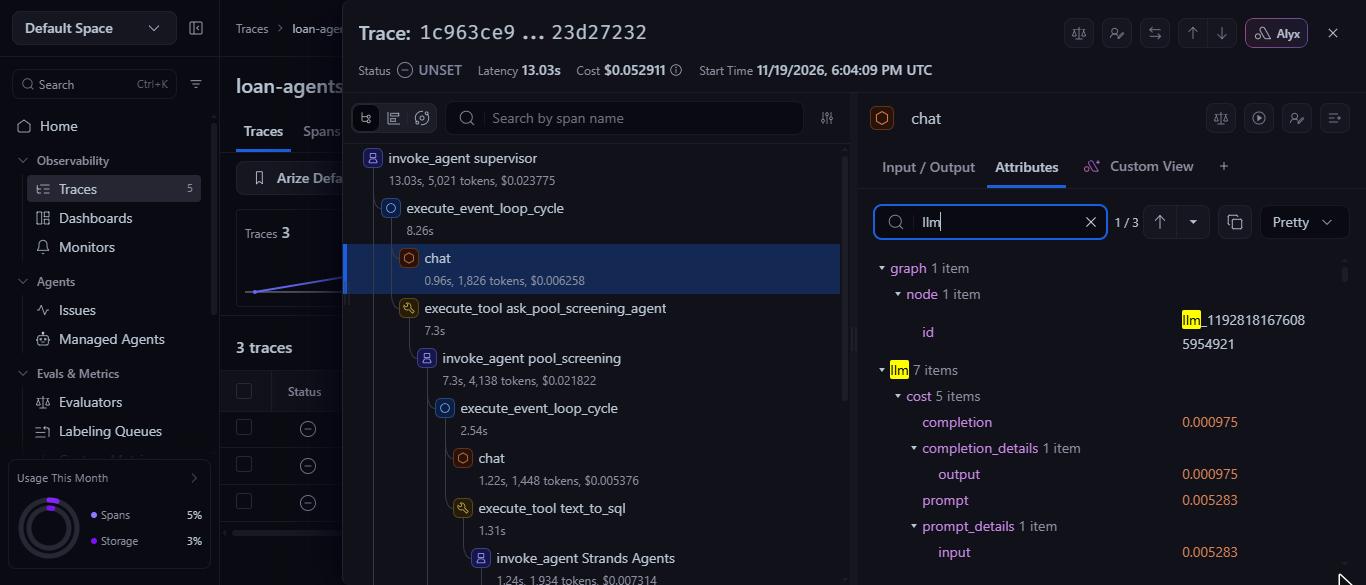 Default Space
Search Ctrl+K
Home
Observability
Traces 5
Dashboards
Monitors
Agents
Issues
Managed Agents
Evals & Metrics
Evaluators
Labeling Queues
Usage This Month
Spans 5%
Storage 3%
Traces > loan-age
loan-agents
Traces Spans
Arize Defa
Traces 3
3 traces
Status
Trace: 1c963ce9 ... 23d27232
Alyx
Status UNSET Latency 13.03s Cost $0.052911 Start Time 11/19/2026, 6:04:09 PM UTC
Search by span name
invoke_agent supervisor
13.03s, 5,021 tokens, $0.023775
execute_event_loop_cycle
8.26s
chat
0.96s, 1,826 tokens, $0.006258
execute_tool ask_pool_screening_agent
7.3s
invoke_agent pool_screening
7.3s, 4,138 tokens, $0.021822
execute_event_loop_cycle
2.54s
chat
1.22s, 1,448 tokens, $0.005376
execute_tool text_to_sql
1.31s
invoke_agent Strands Agents
1.24s, 1,934 tokens, $0.007314
chat
Input / Output Attributes Custom View +
llm 1 / 3 Pretty
graph 1 item
node 1 item
id llm_1192818167608
5954921
llm 7 items
cost 5 items
completion 0.000975
completion_details 1 item
output 0.000975
prompt 0.005283
prompt_details 1 item
input 0.005283